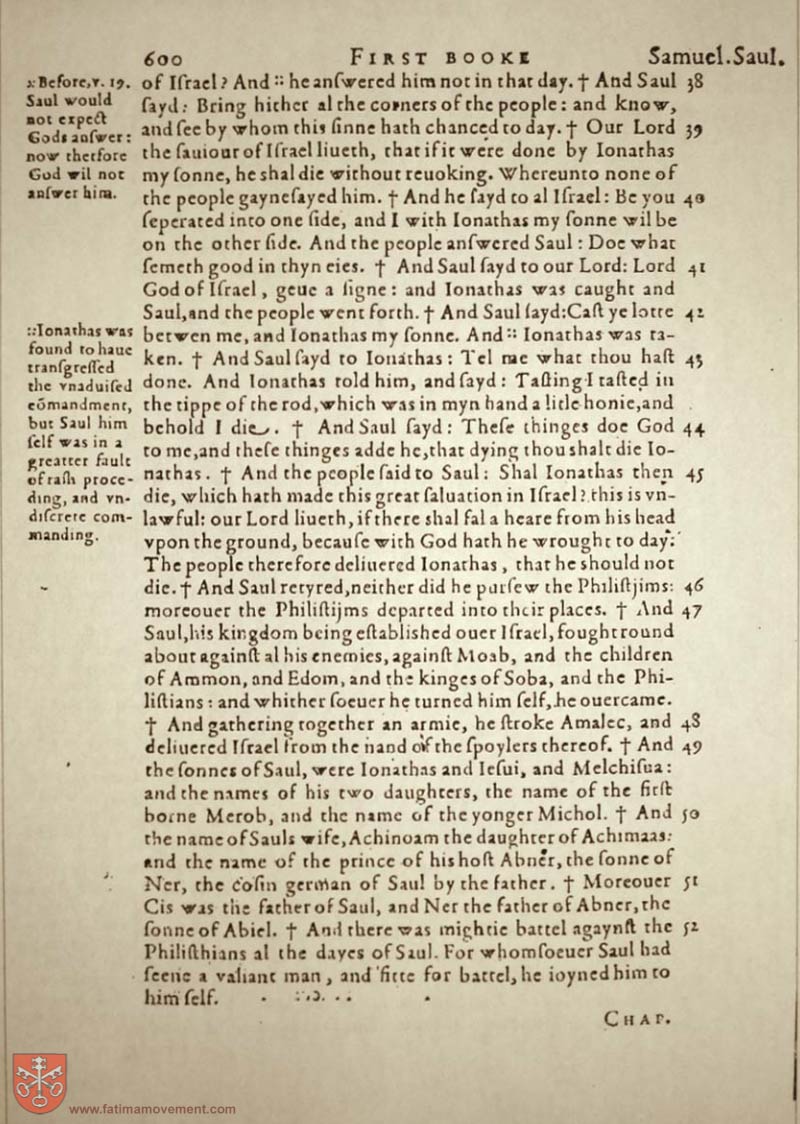 600 FIRST BOOKE Samuel. Saul.
:: Before, v. 19.
Saul would
not expect
Gods anſwer:
now therfore
God wil not
anſwer him.
of Iſrael? And :: he anſwered him not in that day. † And Saul 38
ſayd: Bring hither al the corners of the people: and know,
and ſee by whom this ſinne hath chanced to day. † Our Lord 39
the ſauiour of Iſrael liueth, that if it were done by Ionathas
my ſonne, he shal die without reuoking. Whereunto none of
the people gayneſayed him. † And he ſayd to al Iſrael: Be you 40
ſeperated into one ſide, and I with Ionathas my ſonne wil be
on the other ſide. And the people anſwered Saul: Doe what
ſemeth good in thyn eies. † And Saul ſayd to our Lord: Lord 41
God of Iſrael, geue a ſigne: and Ionathas was caught and
Saul, and the people went forth. † And Saul ſayd: Caſt ye lotte 42
:: Ionathas was
found to haue
tranſgreſſed
the vnaduiſed
cōmandment,
but Saul him
ſelf was in a
greatter fault
of raſh proce-
ding, and vn-
diſcrete com-
manding.
betwen me, and Ionathas my ſonne. And :: Ionathas was ta-
ken. † And Saul ſayd to Ionathas: Tel me what thou haſt 43
done. And Ionathas told him, and ſayd: Taſting I taſted in
the tippe of the rod, which was in myn hand a litle honie, and
behold I die. † And Saul ſayd: Theſe thinges doe God 44
to me, and theſe thinges adde he, that dying thou shalt die Io-
nathas. † And the people ſaid to Saul: Shal Ionathas then 45
die, which hath made this great ſaluation in Iſrael? this is vn-
lawful: our Lord liueth, if there shal fal a heare from his head
vpon the ground, becauſe with God hath he wrought to day.
The people therefore deliuered Ionathas, that he should not
die. † And Saul retyred, neither did he purſew the Philiſtjims: 46
moreouer the Philiſtijms departed into their places. † And 47
Saul, his kingdom being eſtablished ouer Iſrael, fought round
about againſt al his enemies, againſt Moab, and the children
of Ammon, and Edom, and the kinges of Soba, and the Phi-
liſtians: and whither ſoeuer he turned him ſelf, he ouercame.
† And gathering together an armie, he ſtroke Amalec, and 48
deliuered Iſrael from the hand of the ſpoylers thereof. † And 49
the ſonnes of Saul, were Ionathas and Ieſui, and Melchiſua:
and the names of his two daughters, the name of the firſt
borne Merob, and the name of the yonger Michol. † And 50
the name of Sauls wife, Achinoam the daughter of Achimaas:
and the name of the prince of his hoſt Abner, the ſonne of
Ner, the coſin german of Saul by the father. † Moreouer 51
Cis was the father of Saul, and Ner the father of Abner, the
ſonne of Abiel. † And there was mightie battel agaynſt the 52
Philiſthians al the dayes of Saul. For whomſoeuer Saul had
ſeene a valiant man, and fitte for battel, he ioyned him to
him ſelf.
CHAP.
www.fatimamovement.com